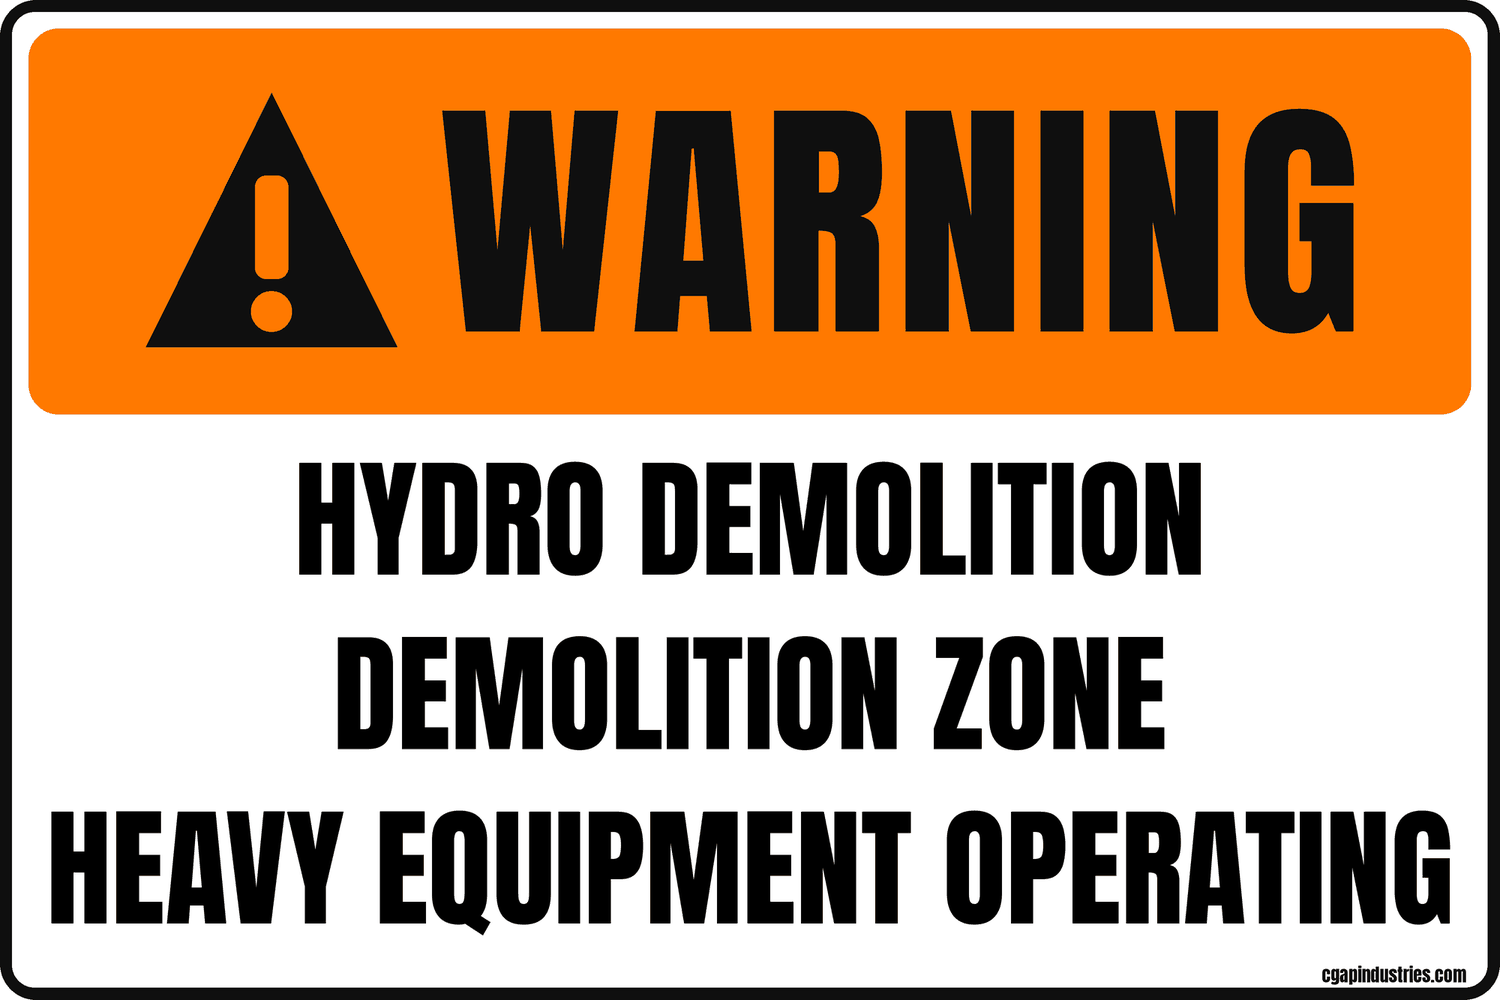 WARNING
HYDRO DEMOLITION
DEMOLITION ZONE
HEAVY EQUIPMENT OPERATING
cgapindustries.com